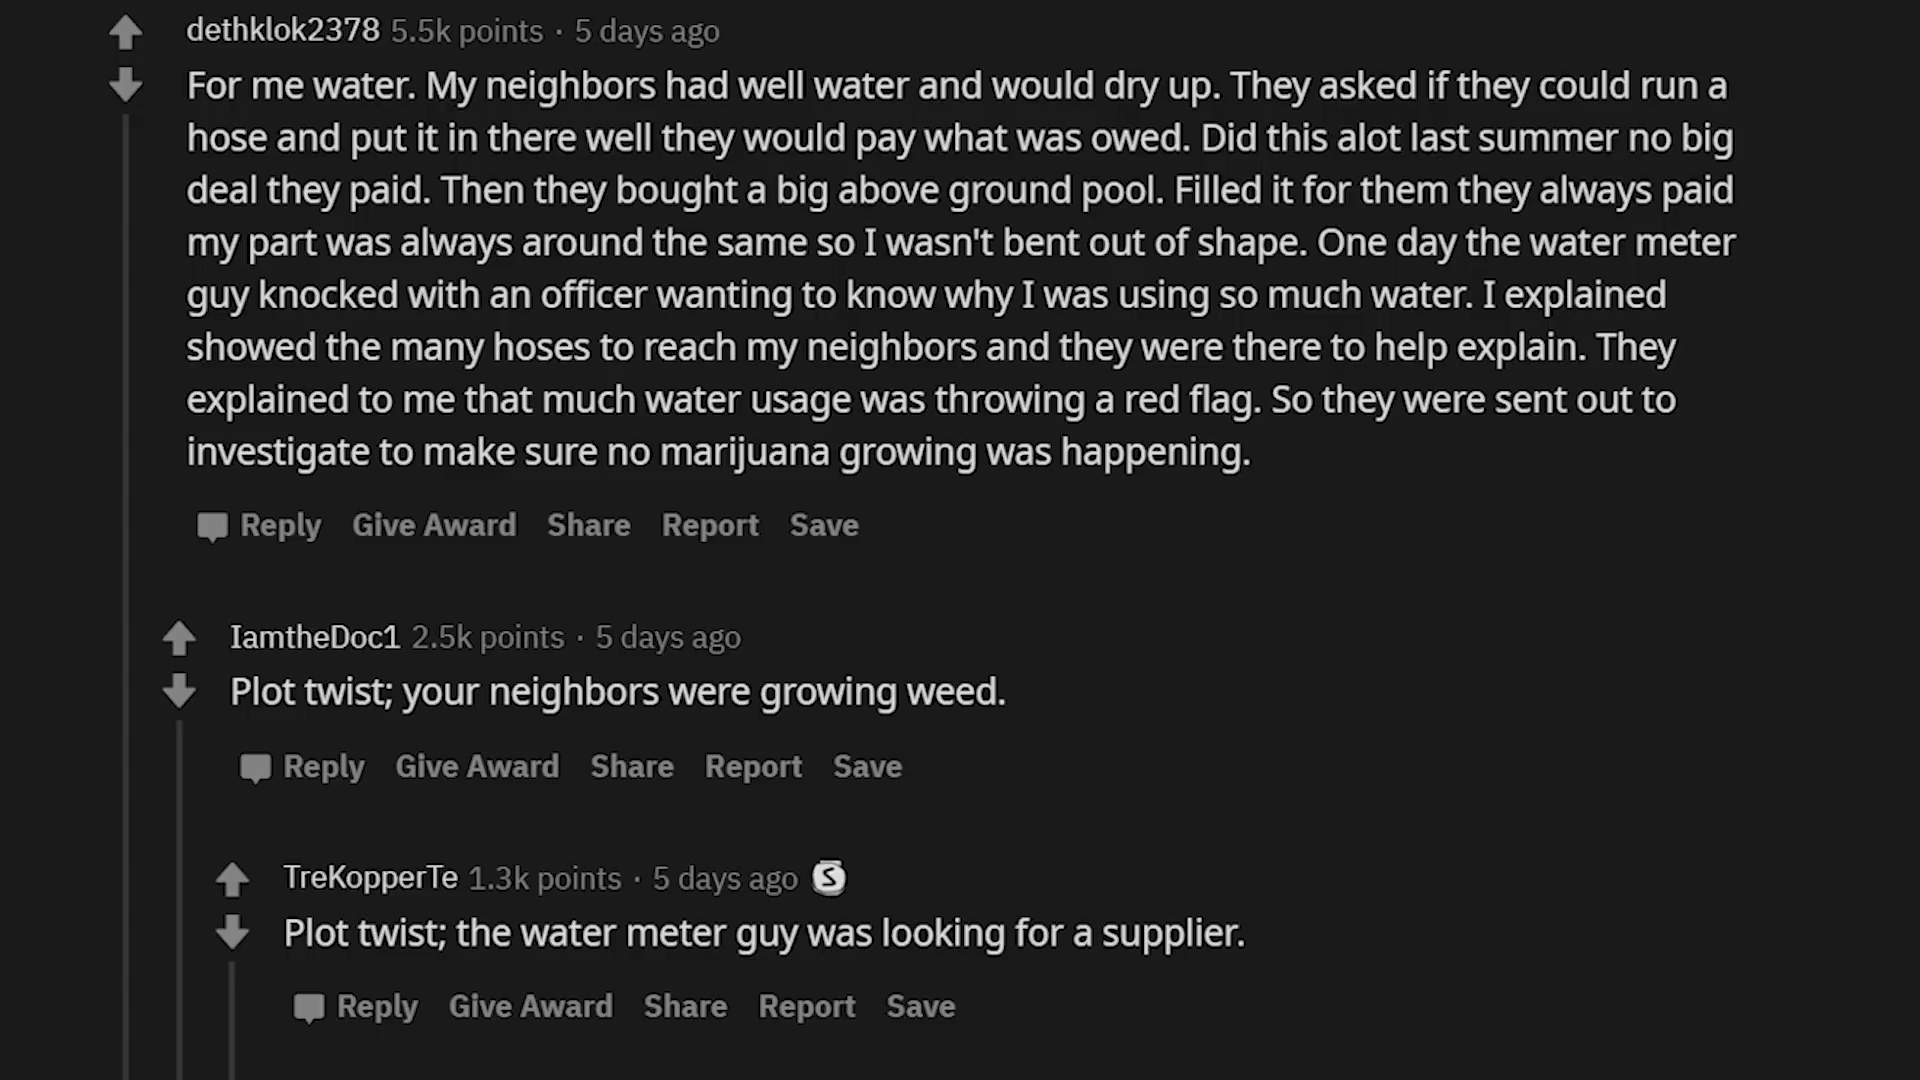 dethklok2378 5.5k points · 5 days ago
For me water. My neighbors had well water and would dry up. They asked if they could run a
hose and put it in there well they would pay what was owed. Did this alot last summer no big
deal they paid. Then they bought a big above ground pool. Filled it for them they always paid
my part was always around the same so I wasn't bent out of shape. One day the water meter
guy knocked with an officer wanting to know why I was using so much water. I explained
showed the many hoses to reach my neighbors and they were there to help explain. They
explained to me that much water usage was throwing a red flag. So they were sent out to
investigate to make sure no marijuana growing was happening.
Reply Give Award Share Report Save
IamtheDoc1 2.5k points · 5 days ago
Plot twist; your neighbors were growing weed.
Reply Give Award Share Report Save
TreKopperTe 1.3k points · 5 days ago S
Plot twist; the water meter guy was looking for a supplier.
Reply Give Award Share Report Save